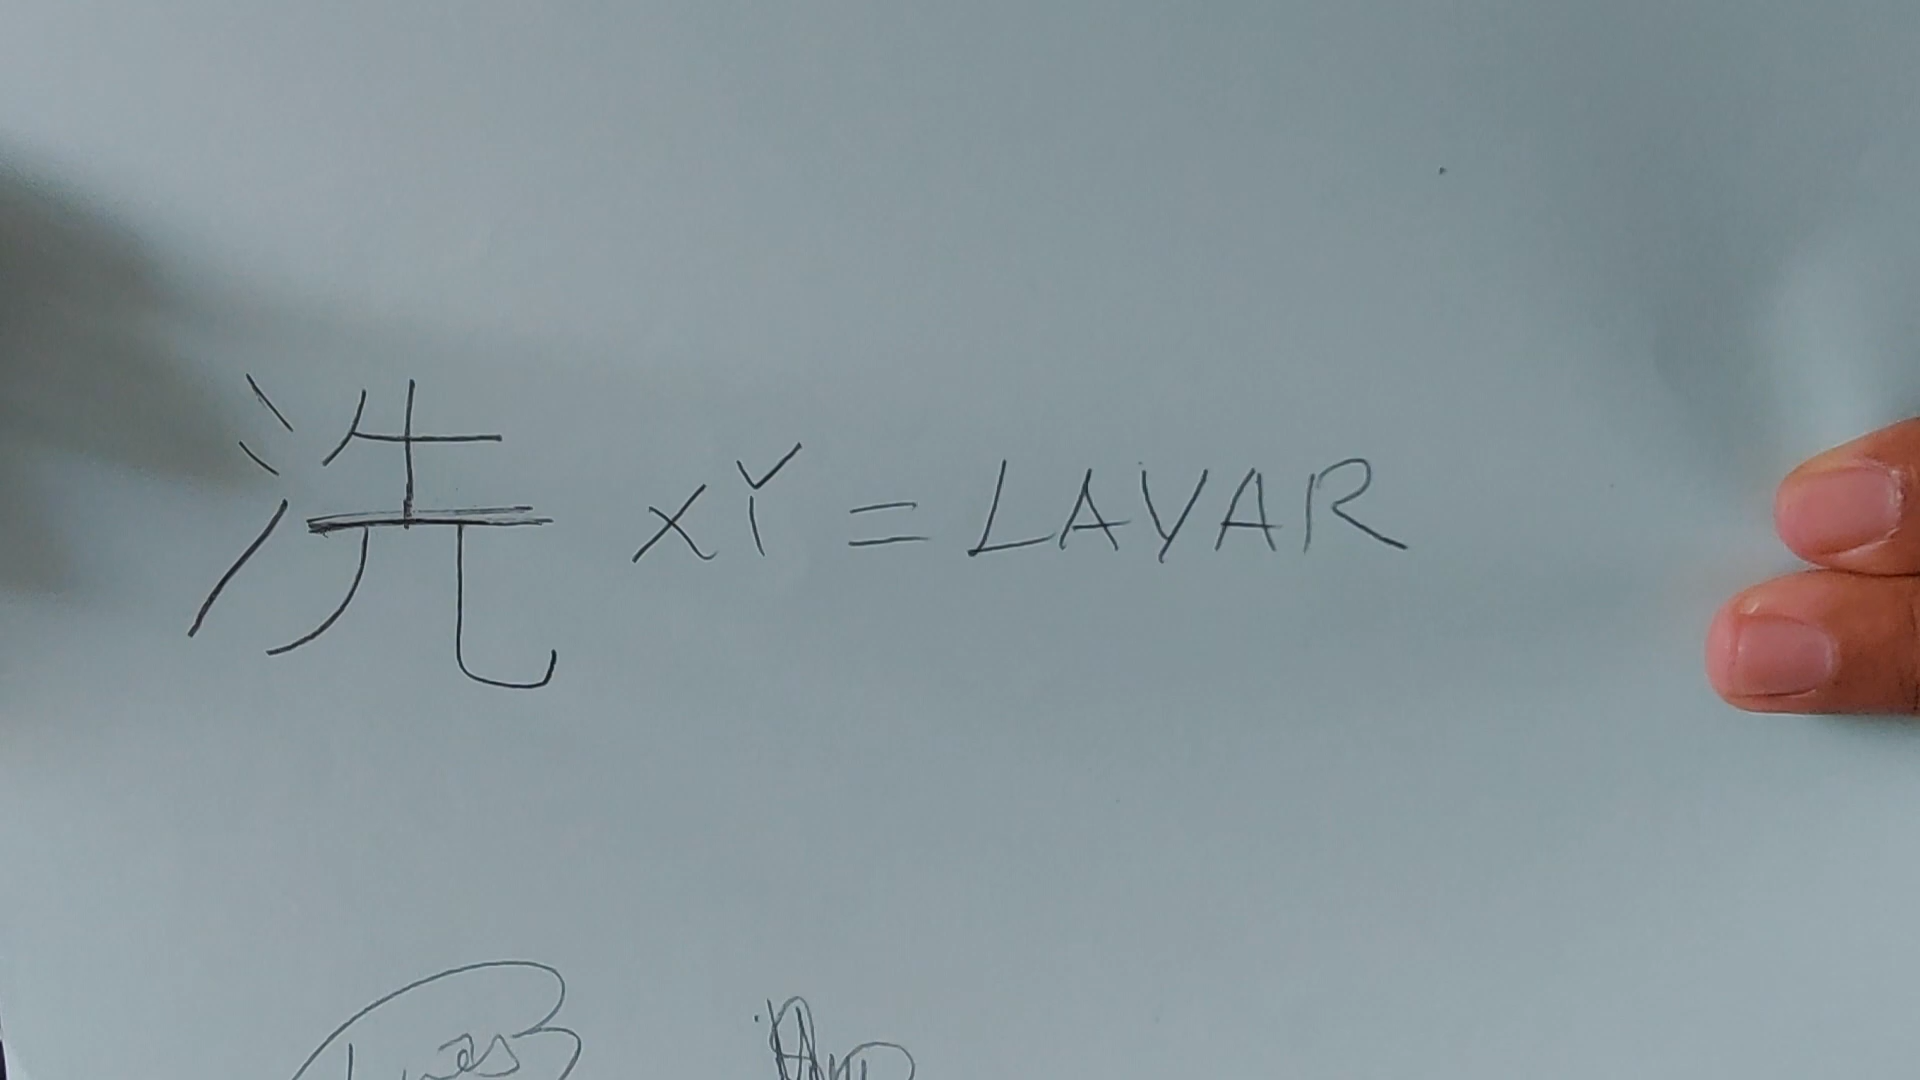 洗 xǐ = LAVAR